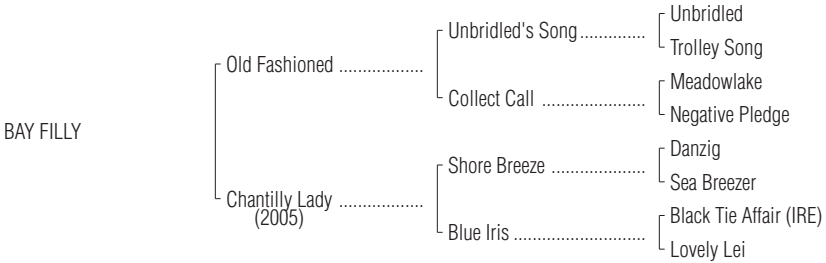 Unbridled
Unbridled's Song..............
Trolley Song
Old Fashioned ..................
Meadowlake
Collect Call ......................
Negative Pledge
BAY FILLY
Danzig
Shore Breeze ....................
Sea Breezer
Chantilly Lady ..................
(2005)
Black Tie Affair (IRE)
Blue Iris ............................
Lovely Lei